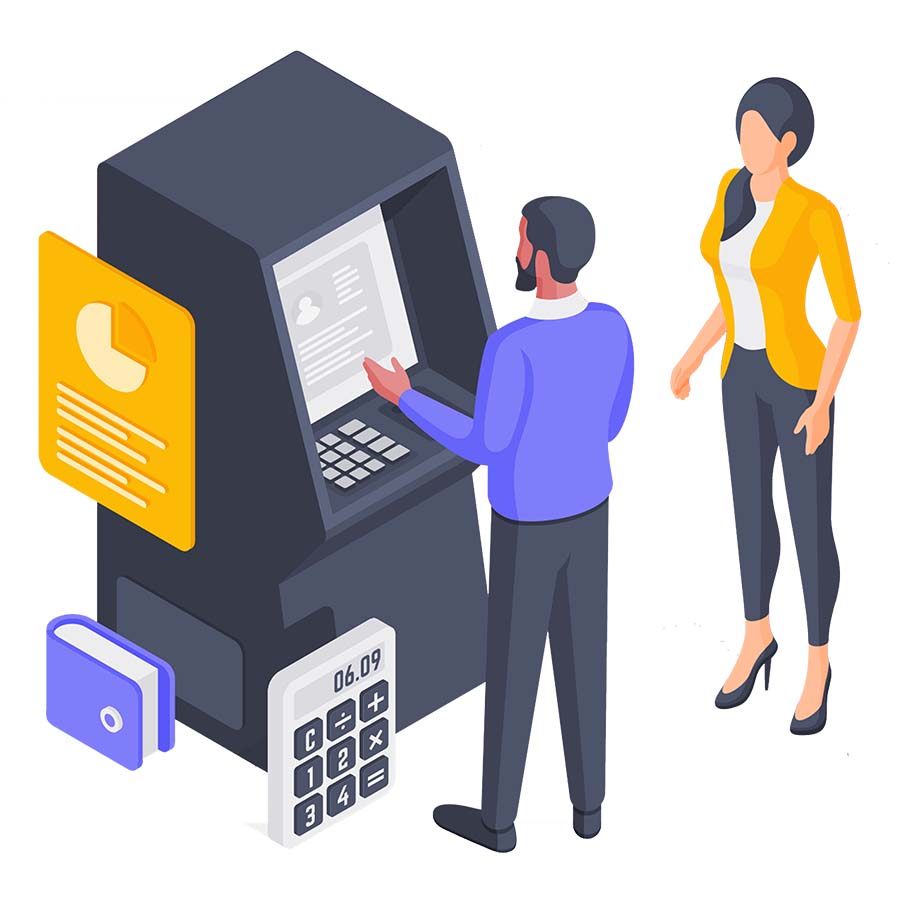 06.09
C ÷ +
1 2 ×
3 4 =